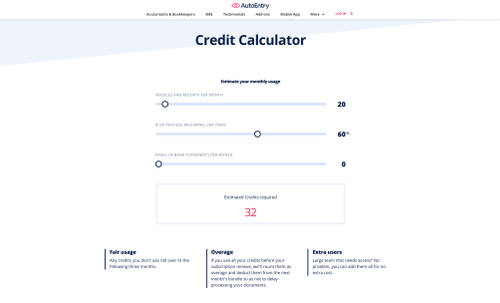 AutoEntry
Accountants & Bookkeepers SME Testimonials Add-ons Mobile App More LOG IN
Credit Calculator
Estimate your monthly usage
INVOICES AND RECEIPTS PER MONTH
20
% OF INVOICES REQUIRING LINE ITEMS
60%
PAGES OF BANK STATEMENTS PER MONTH
0
Estimated Credits required
32
Fair usage
Any credits you don't use roll over to the
following three months.
Overage
If you use all your credits before your
subscription renews, we'll count them as
overage and deduct them from the next
month's bundle so as not to delay
processing your documents.
Extra users
Large team that needs access? No
problem, you can add them all for no
extra cost.